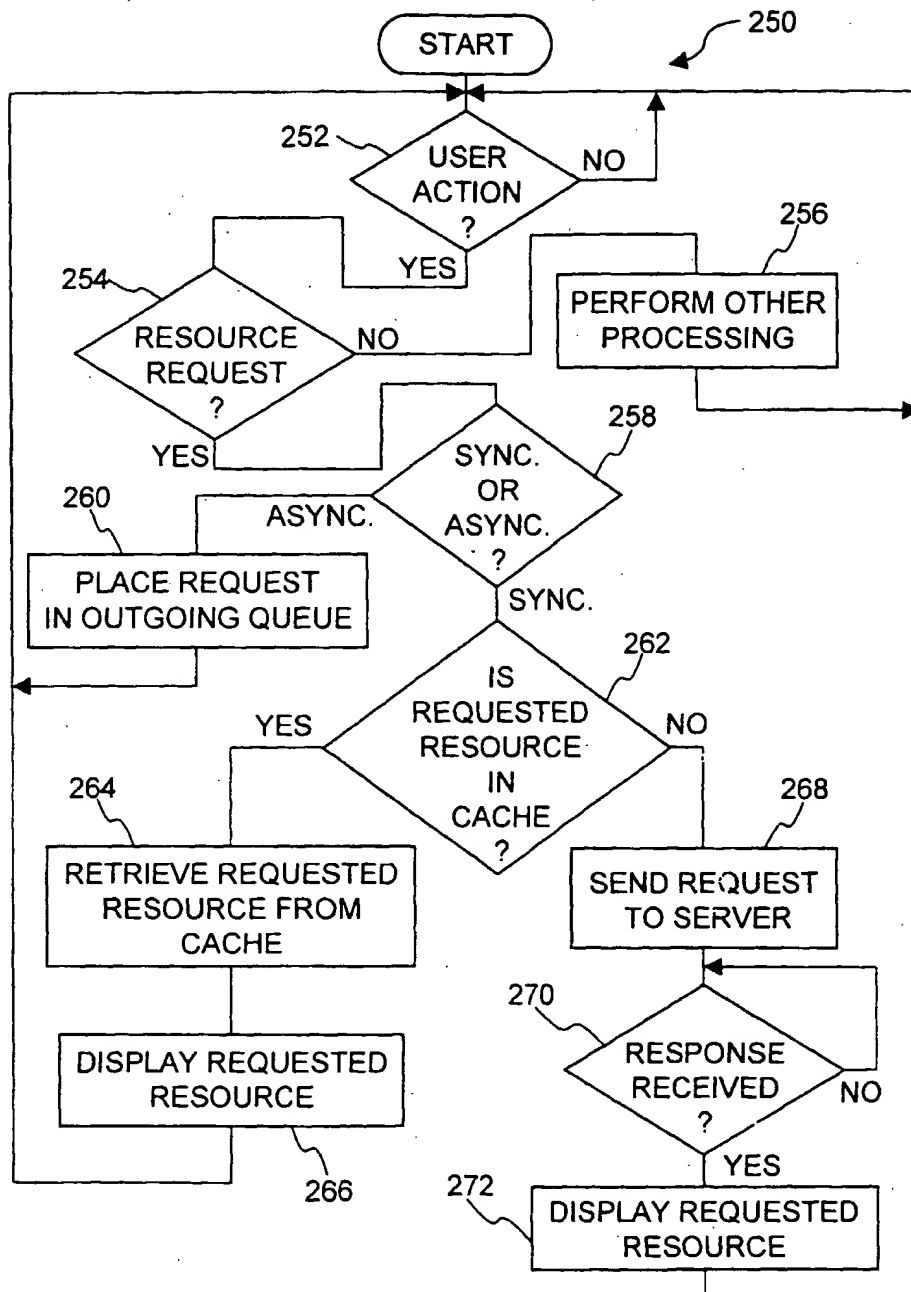 250
START
252
USER
ACTION
?
NO
YES
256
PERFORM OTHER
PROCESSING
254
RESOURCE
REQUEST
?
NO
YES
258
SYNC.
OR
ASYNC.
?
ASYNC.
SYNC.
260
PLACE REQUEST
IN OUTGOING QUEUE
262
IS
REQUESTED
RESOURCE
IN
CACHE
?
YES
NO
264
RETRIEVE REQUESTED
RESOURCE FROM
CACHE
268
SEND REQUEST
TO SERVER
DISPLAY REQUESTED
RESOURCE
266
270
RESPONSE
RECEIVED
?
NO
YES
272
DISPLAY REQUESTED
RESOURCE